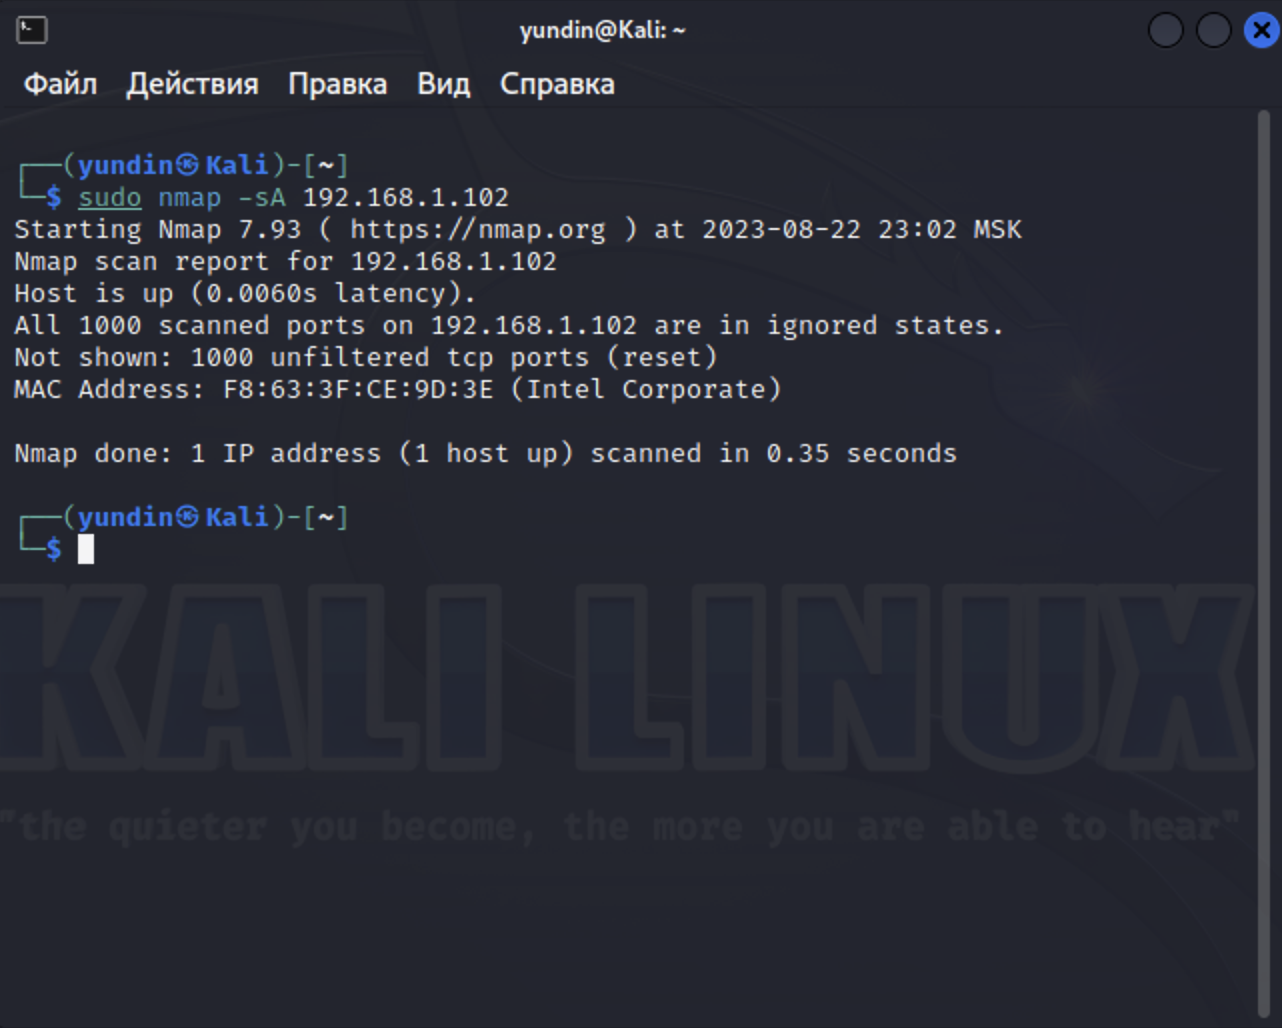 yundin@Kali: ~
Файл Действия Правка Вид Справка
┌──(yundin㉿Kali)-[~]
└─$ sudo nmap -sA 192.168.1.102
Starting Nmap 7.93 ( https://nmap.org ) at 2023-08-22 23:02 MSK
Nmap scan report for 192.168.1.102
Host is up (0.0060s latency).
All 1000 scanned ports on 192.168.1.102 are in ignored states.
Not shown: 1000 unfiltered tcp ports (reset)
MAC Address: F8:63:3F:CE:9D:3E (Intel Corporate)
Nmap done: 1 IP address (1 host up) scanned in 0.35 seconds
┌──(yundin㉿Kali)-[~]
└─$
KALI LINUX
"the quieter you become, the more you are able to hear"